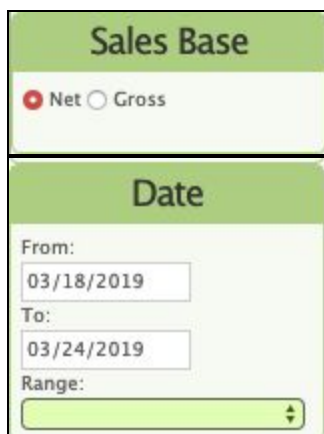 Sales Base
Net Gross
Date
From:
03/18/2019
To:
03/24/2019
Range: